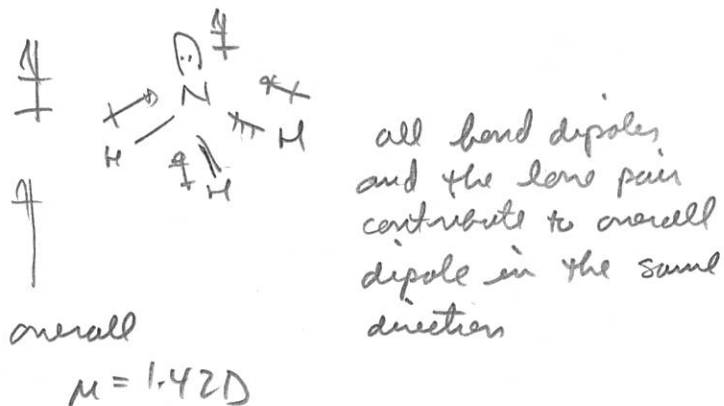 N
H
H
H
all bond dipoles
and the lone pair
contribute to overall
dipole in the same
direction
overall
μ = 1.42D